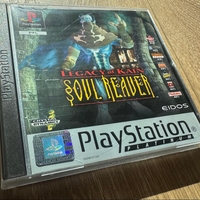 PlayStation
LEGACY OF KAIN
SOUL REAVER
EIDOS
PlayStation
PLATINUM